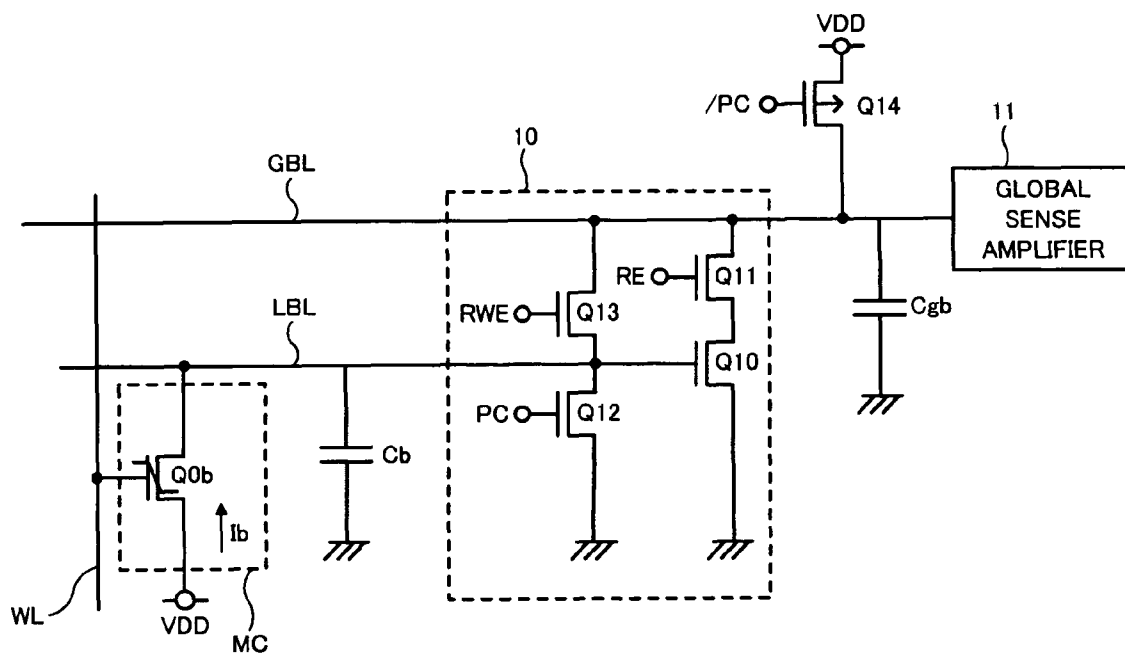 VDD
/PC
Q14
10
11
GBL
GLOBAL
SENSE
AMPLIFIER
RE
Q11
RWE
Q13
Cgb
LBL
Q10
PC
Q12
Q0b
Cb
Ib
WL
VDD
MC